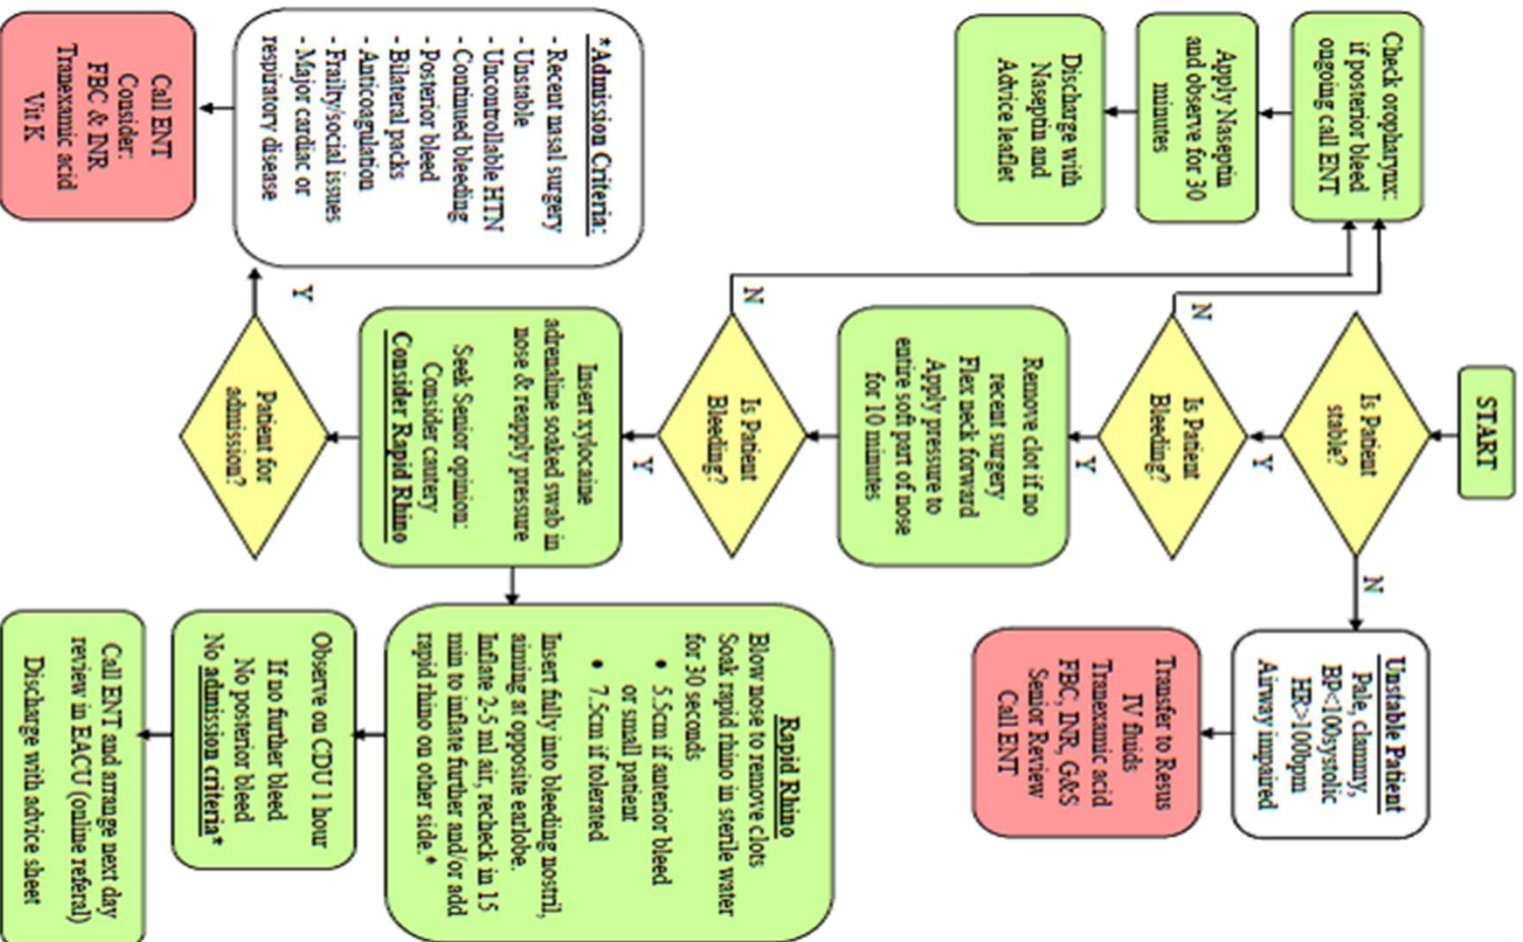 START
Is Patient
stable?
N
Unstable Patient
Pale, clammy,
BP<100systolic
HR>100bpm
Airway impaired
Transfer to Resus
IV fluids
Tranexamic acid
FBC, INR, G&S
Senior Review
Call ENT
Y
Is Patient
Bleeding?
N
Check oropharynx:
if posterior bleed
ongoing call ENT
Apply Naseptin
and observe for 30
minutes
Discharge with
Naseptin and
Advice leaflet
Y
Remove clot if no
recent surgery
Flex neck forward
Apply pressure to
entire soft part of nose
for 10 minutes
Is Patient
Bleeding?
N
Y
Insert xylocaine
adrenaline soaked swab in
nose & reapply pressure
Seek Senior opinion:
Consider cautery
Consider Rapid Rhino
Rapid Rhino
Blow nose to remove clots
Soak rapid rhino in sterile water
for 30 seconds
• 5.5cm if anterior bleed
or small patient
• 7.5cm if tolerated
Insert fully into bleeding nostril,
aiming at opposite earlobe.
Inflate 2-5 ml air, recheck in 15
min to inflate further and/or add
rapid rhino on other side.*
Observe on CDU 1 hour
If no further bleed
No posterior bleed
No admission criteria*
Call ENT and arrange next day
review in EACU (online referal)
Discharge with advice sheet
Patient for
admission?
Y
*Admission Criteria:
- Recent nasal surgery
- Unstable
- Uncontrollable HTN
- Continued bleeding
- Posterior bleed
- Bilateral packs
- Anticoagulation
- Frailty/social issues
- Major cardiac or
respiratory disease
Call ENT
Consider:
FBC & INR
Tranexamic acid
Vit K